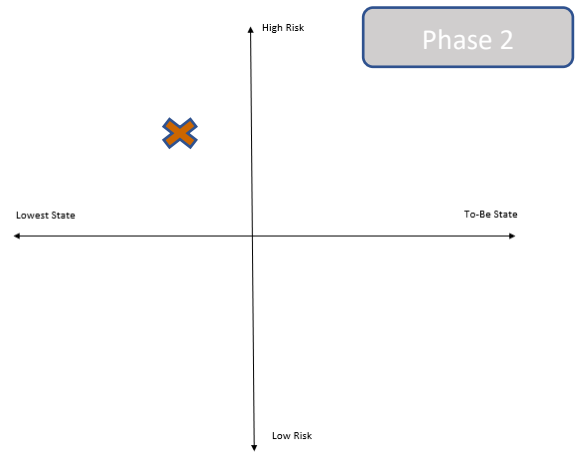 High Risk
Phase 2
Lowest State
To-Be State
Low Risk